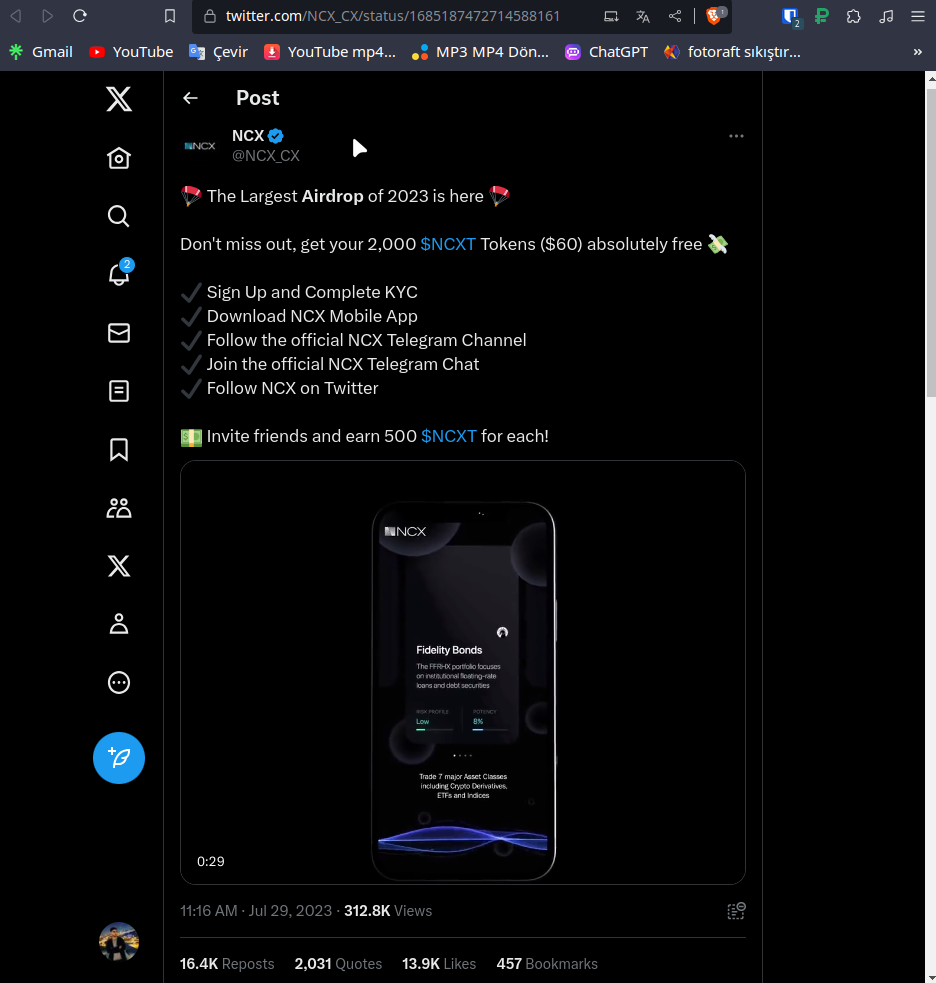 twitter.com/NCX_CX/status/1685187472714588161
1
2
Gmail
YouTube
Çevir
YouTube mp4...
MP3 MP4 Dön...
ChatGPT
fotoraft sıkıştır...
»
Post
NCX
@NCX_CX
🪂 The Largest Airdrop of 2023 is here 🪂
2
Don't miss out, get your 2,000 $NCXT Tokens ($60) absolutely free 💸
✔️ Sign Up and Complete KYC
✔️ Download NCX Mobile App
✔️ Follow the official NCX Telegram Channel
✔️ Join the official NCX Telegram Chat
✔️ Follow NCX on Twitter
💵 Invite friends and earn 500 $NCXT for each!
NCX
Fidelity Bonds
The FFRHX portfolio focuses
on institutional floating-rate
loans and debt securities
RISK PROFILE
POTENCY
Low
8%
Trade 7 major Asset Classes
including Crypto Derivatives,
ETFs and Indices
0:29
11:16 AM · Jul 29, 2023 · 312.8K Views
16.4K Reposts 2,031 Quotes 13.9K Likes 457 Bookmarks